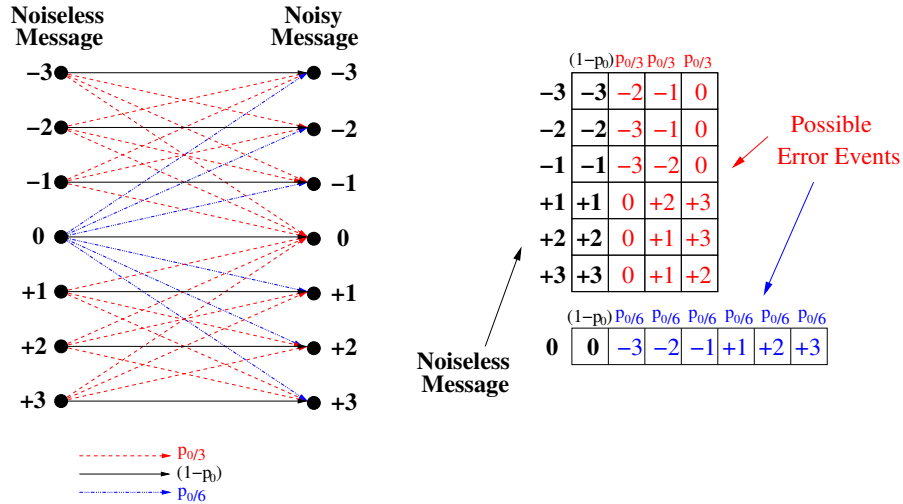 Noiseless Message
Noisy Message
−3 −3
−2 −2
−1 −1
0 0
+1 +1
+2 +2
+3 +3
p0/3
(1−p0)
p0/6
(1−p0) p0/3 p0/3 p0/3
−3 −3 −2 −1 0
−2 −2 −3 −1 0
−1 −1 −3 −2 0
+1 +1 0 +2 +3
+2 +2 0 +1 +3
+3 +3 0 +1 +2
Possible
Error Events
(1−p0) p0/6 p0/6 p0/6 p0/6 p0/6 p0/6
0 0 −3 −2 −1 +1 +2 +3
Noiseless
Message